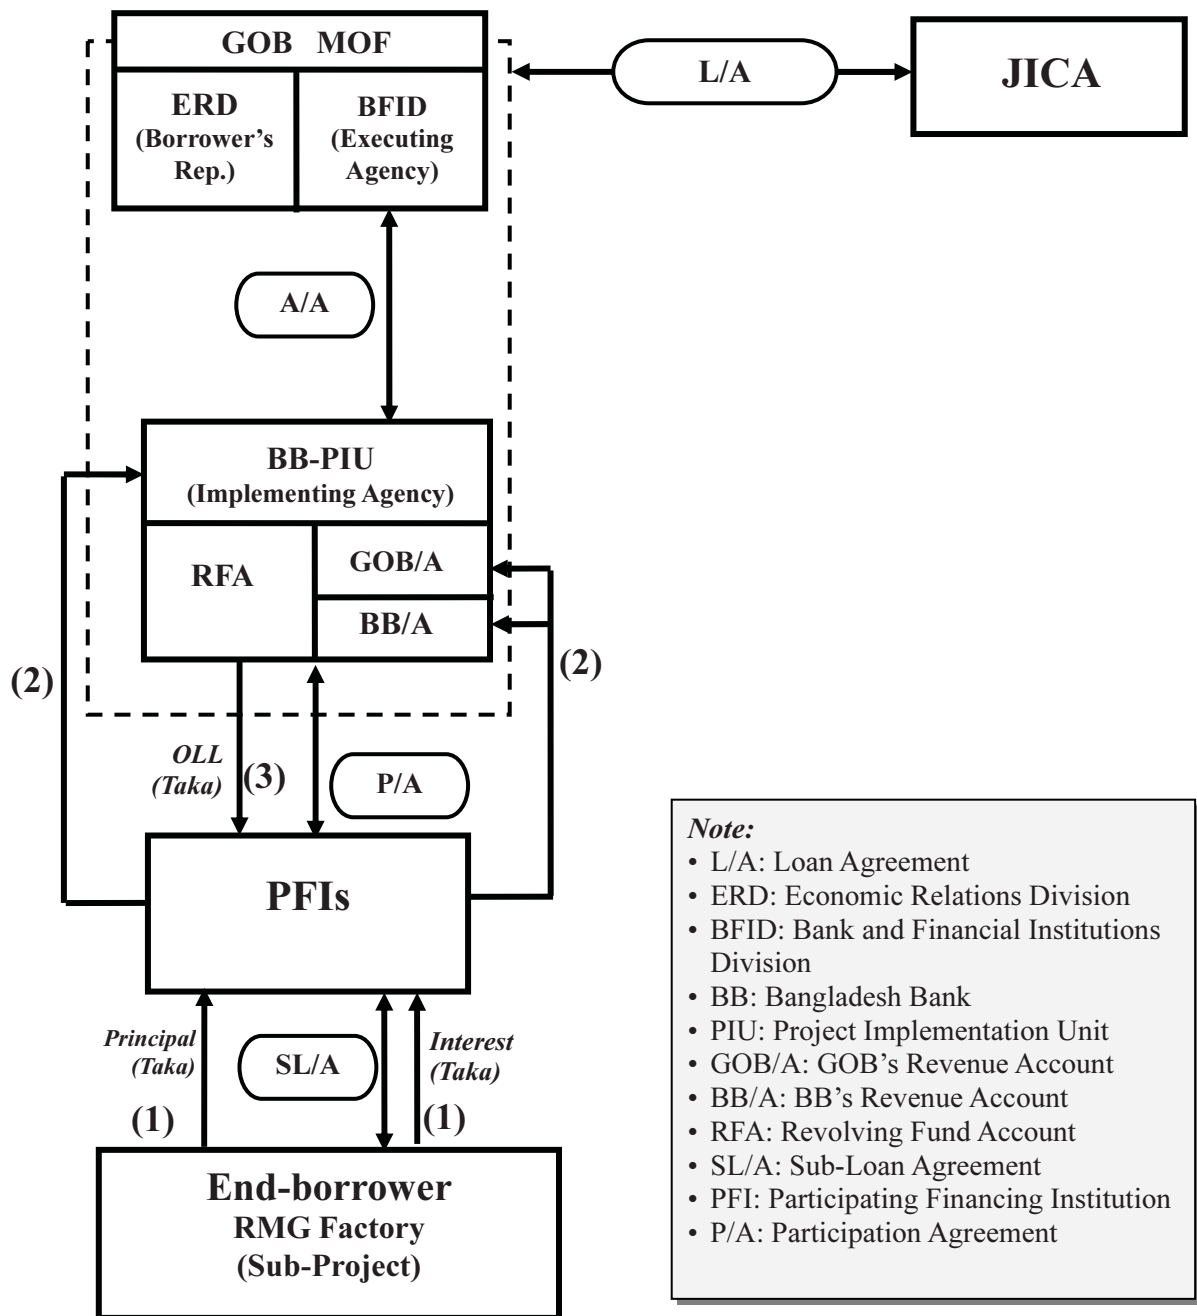 GOB MOF
L/A
JICA
ERD
(Borrower's
Rep.)
BFID
(Executing
Agency)
A/A
BB-PIU
(Implementing Agency)
RFA
GOB/A
BB/A
(2)
(2)
OLL
(Taka)
(3)
P/A
PFIs
Principal
(Taka)
SL/A
Interest
(Taka)
(1)
(1)
End-borrower
RMG Factory
(Sub-Project)
Note:
• L/A: Loan Agreement
• ERD: Economic Relations Division
• BFID: Bank and Financial Institutions
Division
• BB: Bangladesh Bank
• PIU: Project Implementation Unit
• GOB/A: GOB's Revenue Account
• BB/A: BB's Revenue Account
• RFA: Revolving Fund Account
• SL/A: Sub-Loan Agreement
• PFI: Participating Financing Institution
• P/A: Participation Agreement